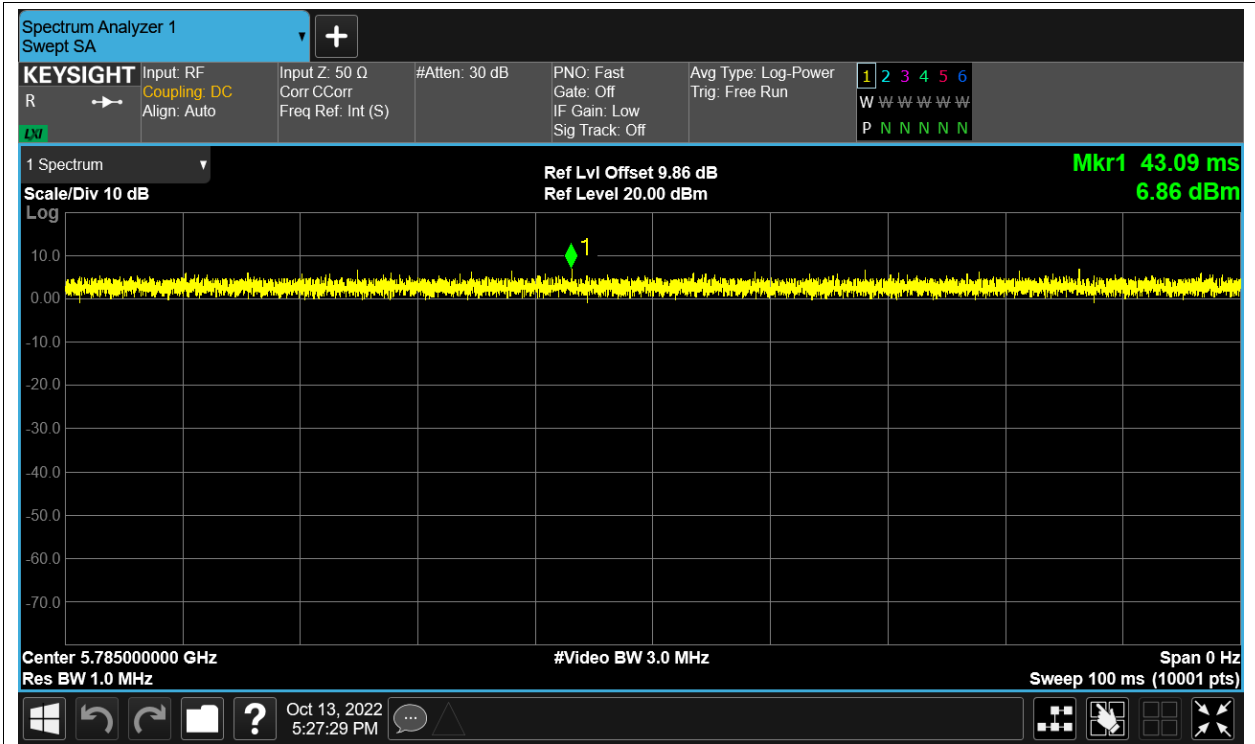 Spectrum Analyzer 1
Swept SA
KEYSIGHT
R
LXI
Input: RF
Coupling: DC
Align: Auto
Input Z: 50 Ω
Corr CCorr
Freq Ref: Int (S)
#Atten: 30 dB
PNO: Fast
Gate: Off
IF Gain: Low
Sig Track: Off
Avg Type: Log-Power
Trig: Free Run
1 2 3 4 5 6
W W W W W W
P N N N N N
1 Spectrum
Scale/Div 10 dB
Ref Lvl Offset 9.86 dB
Ref Level 20.00 dBm
Mkr1 43.09 ms
6.86 dBm
Log
1
10.0
0.00
-10.0
-20.0
-30.0
-40.0
-50.0
-60.0
-70.0
Center 5.785000000 GHz
#Video BW 3.0 MHz
Span 0 Hz
Res BW 1.0 MHz
Sweep 100 ms (10001 pts)
?
Oct 13, 2022
5:27:29 PM